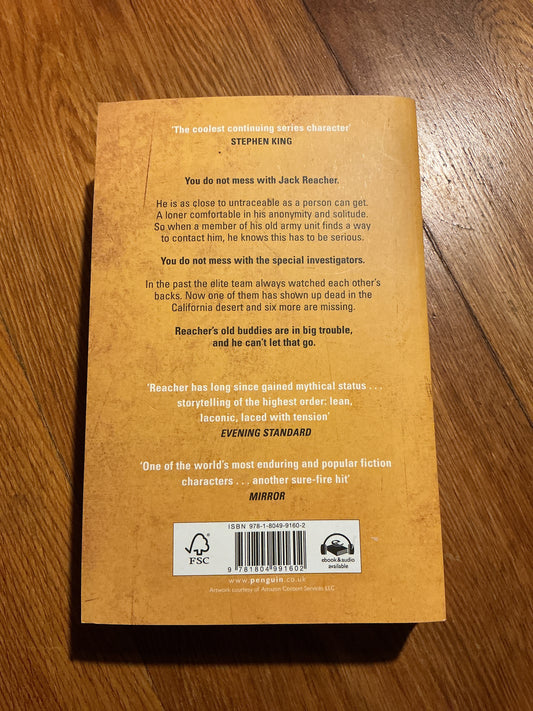 'The coolest continuing series character'
STEPHEN KING
You do not mess with Jack Reacher.
He is as close to untraceable as a person can get.
A loner comfortable in his anonymity and solitude.
So when a member of his old army unit finds a way
to contact him, he knows this has to be serious.
You do not mess with the special investigators.
In the past the elite team always watched each other's
backs. Now one of them has shown up dead in the
California desert and six more are missing.
Reacher's old buddies are in big trouble,
and he can't let that go.
'Reacher has long since gained mythical status . . .
storytelling of the highest order: lean,
laconic, laced with tension'
EVENING STANDARD
'One of the world's most enduring and popular fiction
characters . . . another sure-fire hit'
MIRROR
ISBN 978-1-8049-9160-2
FSC
9 781804 991602
ebook&audio
available
www.penguin.co.uk
Artwork courtesy of Amazon Content Services LLC